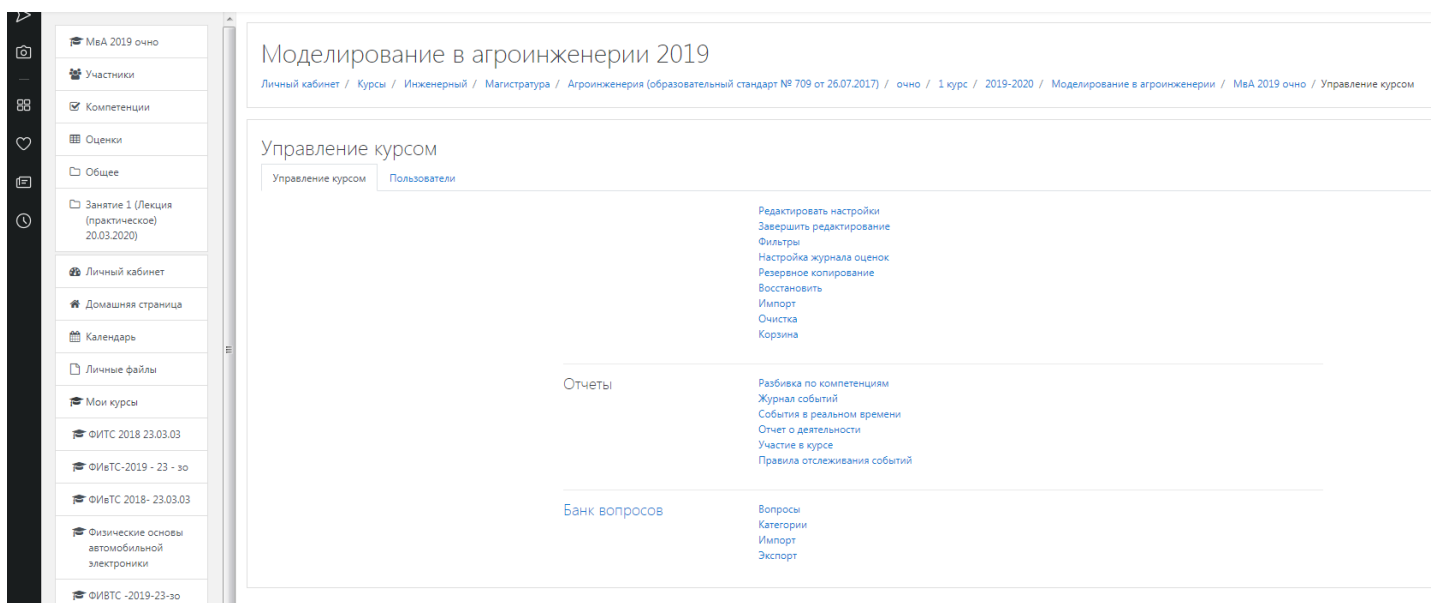 МвА 2019 очно
Участники
Компетенции
Оценки
Общее
Занятие 1 (Лекция
(практическое)
20.03.2020)
Личный кабинет
Домашняя страница
Календарь
Личные файлы
Мои курсы
ФИТС 2018 23.03.03
ФИвТС-2019 - 23 - зо
ФИвТС 2018- 23.03.03
Физические основы
автомобильной
электроники
ФИВТС -2019-23-зо
Моделирование в агроинженерии 2019
Личный кабинет / Курсы / Инженерный / Магистратура / Агроинженерия (образовательный стандарт № 709 от 26.07.2017) / очно / 1 курс / 2019-2020 / Моделирование в агроинженерии / МвА 2019 очно / Управление курсом
Управление курсом
Управление курсом Пользователи
Редактировать настройки
Завершить редактирование
Фильтры
Настройка журнала оценок
Резервное копирование
Восстановить
Импорт
Очистка
Корзина
Отчеты
Разбивка по компетенциям
Журнал событий
События в реальном времени
Отчет о деятельности
Участие в курсе
Правила отслеживания событий
Банк вопросов
Вопросы
Категории
Импорт
Экспорт